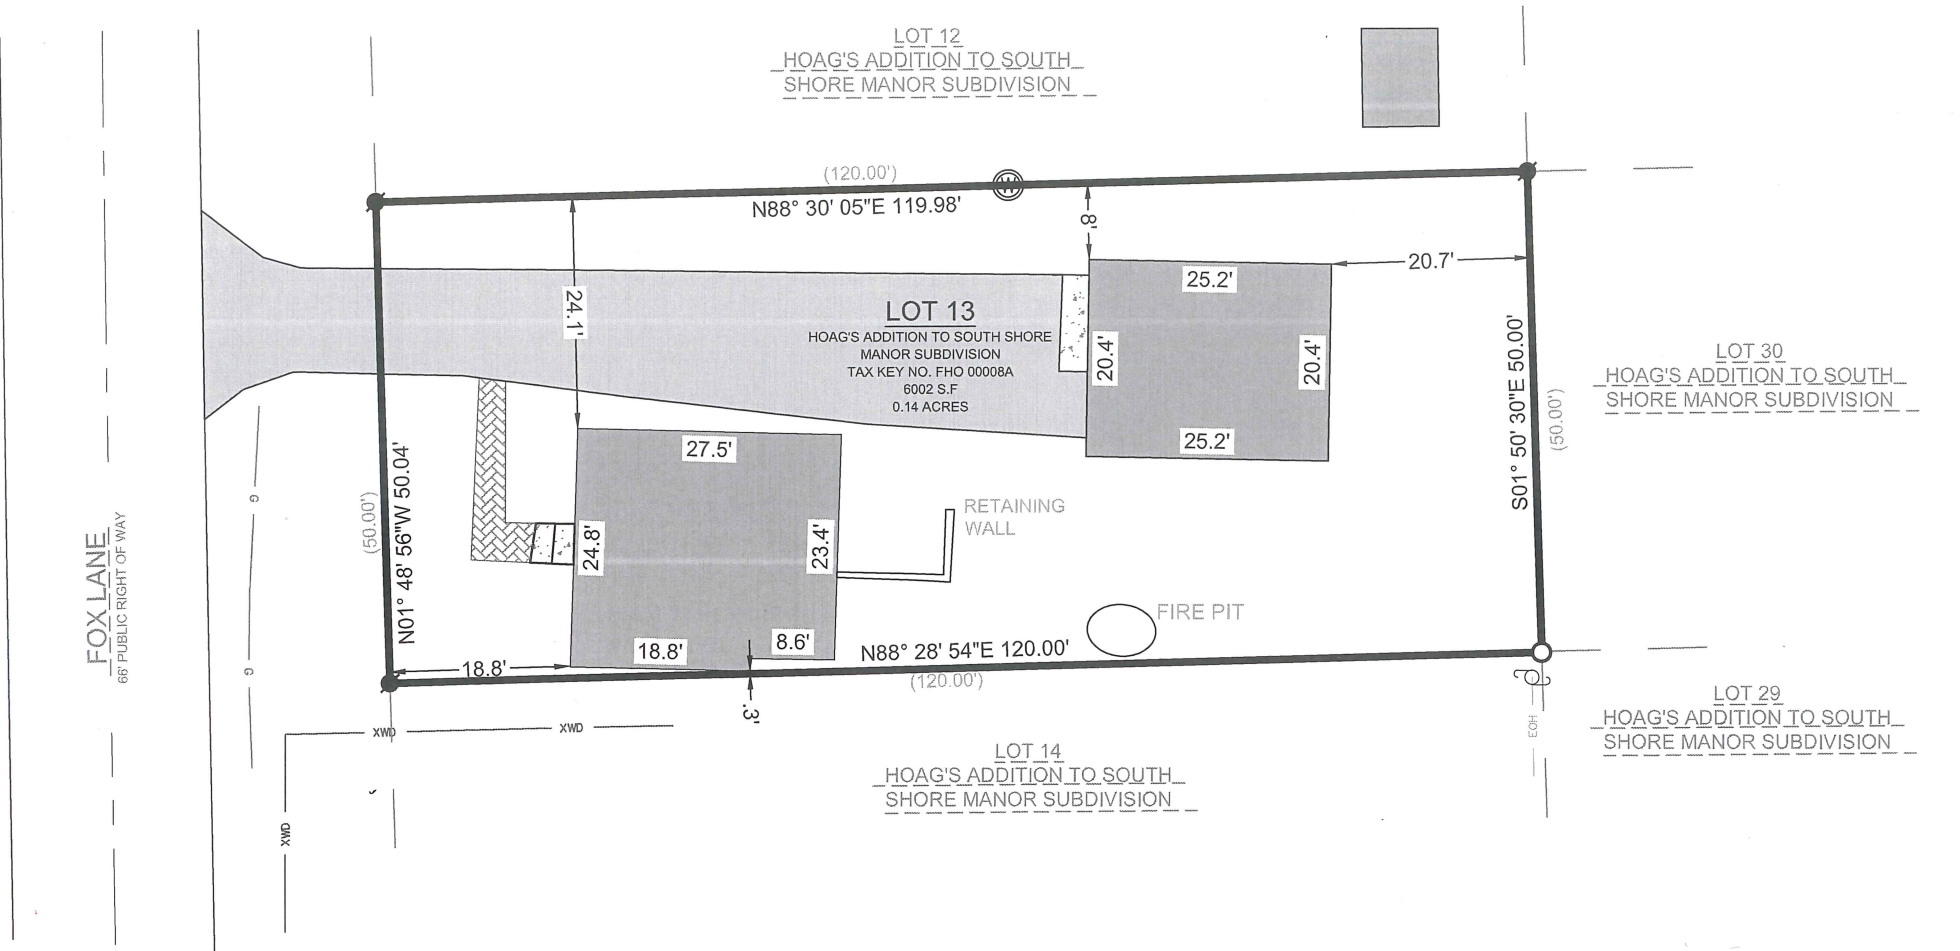 LOT 12
HOAG'S ADDITION TO SOUTH
SHORE MANOR SUBDIVISION
(120.00')
W
N88° 30' 05"E 119.98'
8'
20.7'
25.2'
24.1'
LOT 13
HOAG'S ADDITION TO SOUTH SHORE
MANOR SUBDIVISION
TAX KEY NO. FHO 00008A
6002 S.F
0.14 ACRES
20.4'
20.4'
25.2'
S01° 50' 30"E 50.00'
(50.00')
LOT 30
HOAG'S ADDITION TO SOUTH
SHORE MANOR SUBDIVISION
27.5'
(50.00')
N01° 48' 56"W 50.04'
G
G
FOX LANE
66' PUBLIC RIGHT OF WAY
24.8'
23.4'
RETAINING
WALL
FIRE PIT
18.8'
8.6'
18.8'
N88° 28' 54"E 120.00'
(120.00')
.3'
XWD
XWD
XWD
EOH
LOT 14
HOAG'S ADDITION TO SOUTH
SHORE MANOR SUBDIVISION
LOT 29
HOAG'S ADDITION TO SOUTH
SHORE MANOR SUBDIVISION